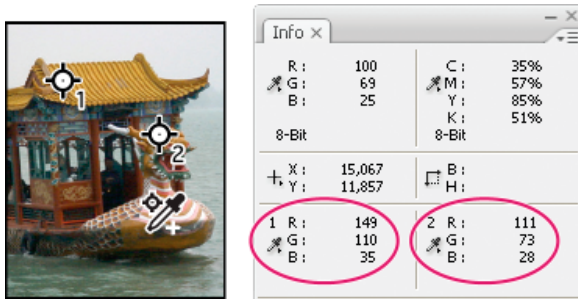 1
2
Info ×
R : 100
G : 69
B : 25
8-Bit
C : 35%
M : 57%
Y : 85%
K : 51%
8-Bit
X : 15,067
Y : 11,857
B :
H :
1 R : 149
G : 110
B : 35
2 R : 111
G : 73
B : 28